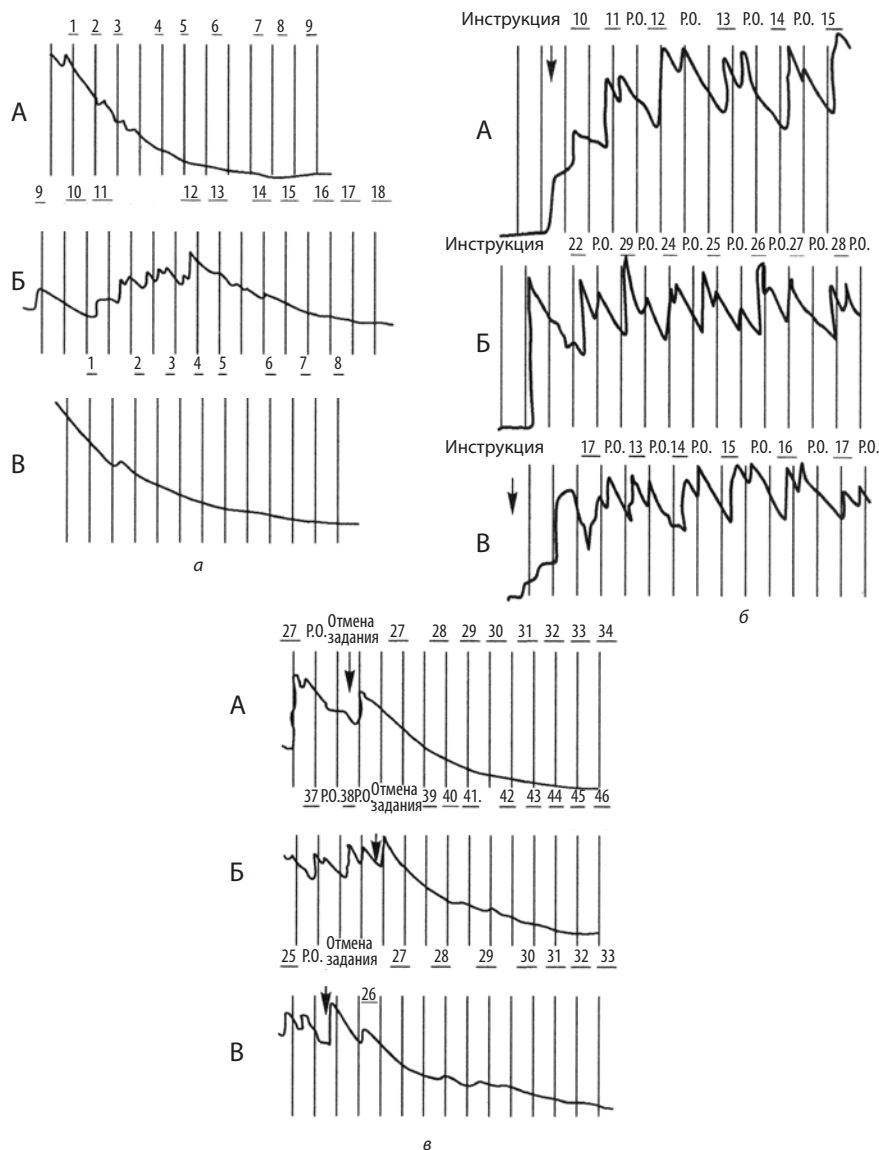 1 2 3 4 5 6 7 8 9
А
9 10 11 12 13 14 15 16 17 18
Б
1 2 3 4 5 6 7 8
В
а
Инструкция 10 11 Р.О. 12 Р.О. 13 Р.О. 14 Р.О. 15
А
Инструкция 22 Р.О. 29 Р.О. 24 Р.О. 25 Р.О. 26 Р.О. 27 Р.О. 28 Р.О.
Б
Инструкция 17 Р.О. 13 Р.О. 14 Р.О. 15 Р.О. 16 Р.О. 17 Р.О.
В
б
27 Р.О. Отмена задания 27 28 29 30 31 32 33 34
А
37 Р.О. 38 Р.О. Отмена задания 39 40 41. 42 43 44 45 46
Б
25 Р.О. Отмена задания 27 28 29 30 31 32 33
26
В
в